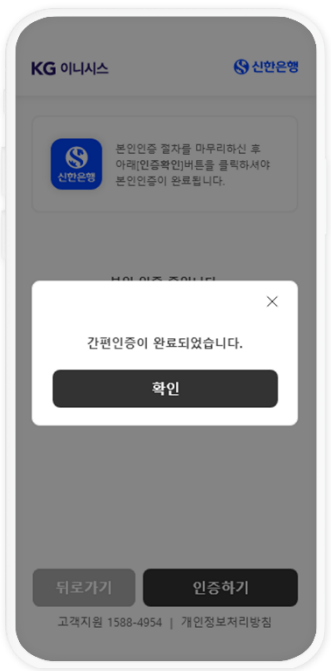 KG 이니시스
신한은행
신한은행
본인인증 절차를 마무리하신 후
아래[인증확인]버튼을 클릭하셔야
본인인증이 완료됩니다.
간편인증이 완료되었습니다.
확인
뒤로가기
인증하기
고객지원 1588-4954 | 개인정보처리방침